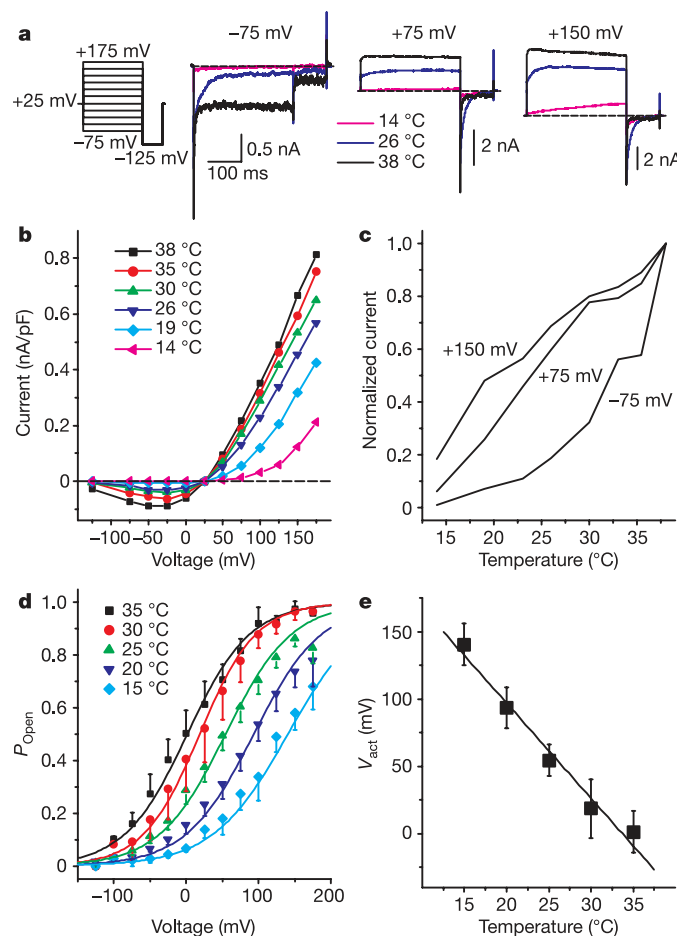 a
+175 mV
+25 mV
−75 mV
−125 mV
−75 mV
0.5 nA
100 ms
+75 mV
2 nA
+150 mV
2 nA
14 °C
26 °C
38 °C
b
38 °C
35 °C
30 °C
26 °C
19 °C
14 °C
Current (nA/pF)
0.8
0.6
0.4
0.2
0
−100 −50 0 50 100 150
Voltage (mV)
c
Normalized current
1.0
0.8
0.6
0.4
0.2
0
+150 mV
+75 mV
−75 mV
15 20 25 30 35
Temperature (°C)
d
35 °C
30 °C
25 °C
20 °C
15 °C
POpen
1.0
0.8
0.6
0.4
0.2
0
−100 0 100 200
Voltage (mV)
e
Vact (mV)
150
100
50
0
15 20 25 30 35
Temperature (°C)